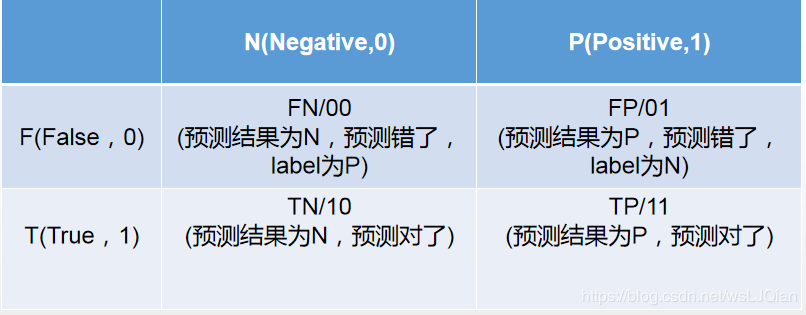 N(Negative,0)
P(Positive,1)
F(False，0)
FN/00
(预测结果为N，预测错了，
label为P)
FP/01
(预测结果为P，预测错了，
label为N)
T(True，1)
TN/10
(预测结果为N，预测对了)
TP/11
(预测结果为P，预测对了)
https://blog.csdn.net/wsLJQian